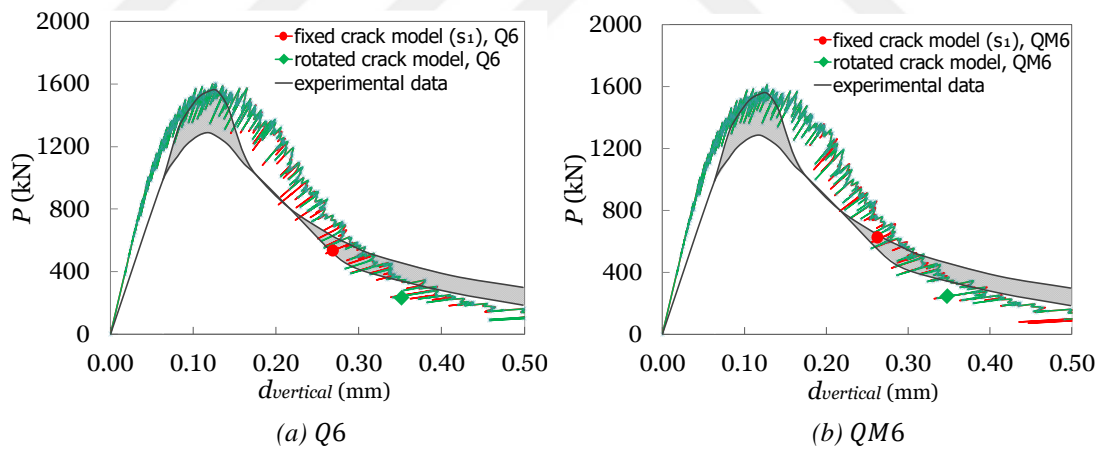 2000
1600
1200
800
400
0
P (kN)
fixed crack model (s₁), Q6
rotated crack model, Q6
experimental data
0.00 0.10 0.20 0.30 0.40 0.50
dvertical (mm)
(a) Q6
2000
1600
1200
800
400
0
P (kN)
fixed crack model (s₁), QM6
rotated crack model, QM6
experimental data
0.00 0.10 0.20 0.30 0.40 0.50
dvertical (mm)
(b) QM6